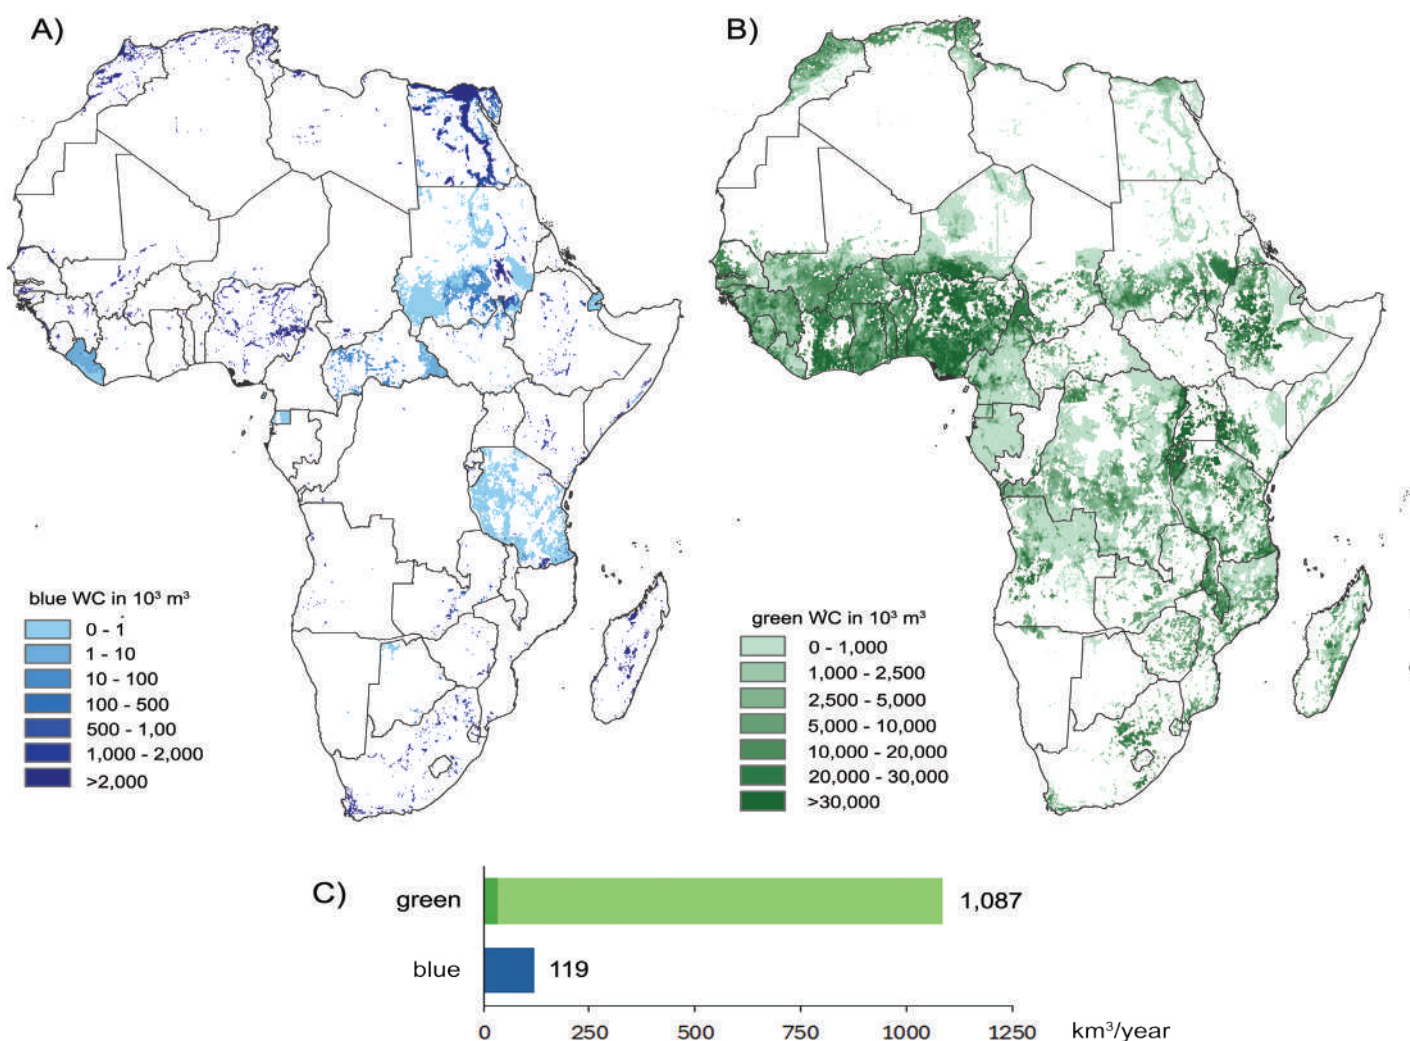 A)
B)
blue WC in 10³ m³
0 - 1
1 - 10
10 - 100
100 - 500
500 - 1,00
1,000 - 2,000
>2,000
green WC in 10³ m³
0 - 1,000
1,000 - 2,500
2,500 - 5,000
5,000 - 10,000
10,000 - 20,000
20,000 - 30,000
>30,000
C)
green
1,087
blue
119
0 250 500 750 1000 1250 km³/year